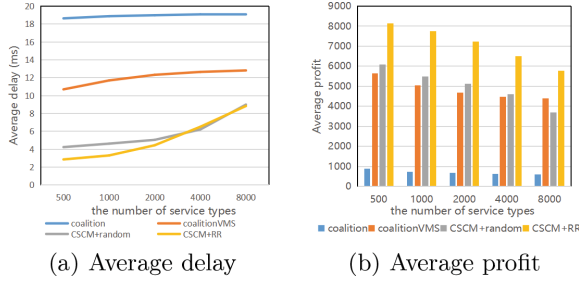 20
18
16
14
12
10
8
6
4
2
0
Average delay (ms)
500 1000 2000 4000 8000
the number of service types
coalition coalitionVMS
CSCM+random CSCM+RR
(a) Average delay
9000
8000
7000
6000
5000
4000
3000
2000
1000
0
Average profit
500 1000 2000 4000 8000
the number of service types
coalition coalitionVMS CSCM+random CSCM+RR
(b) Average profit